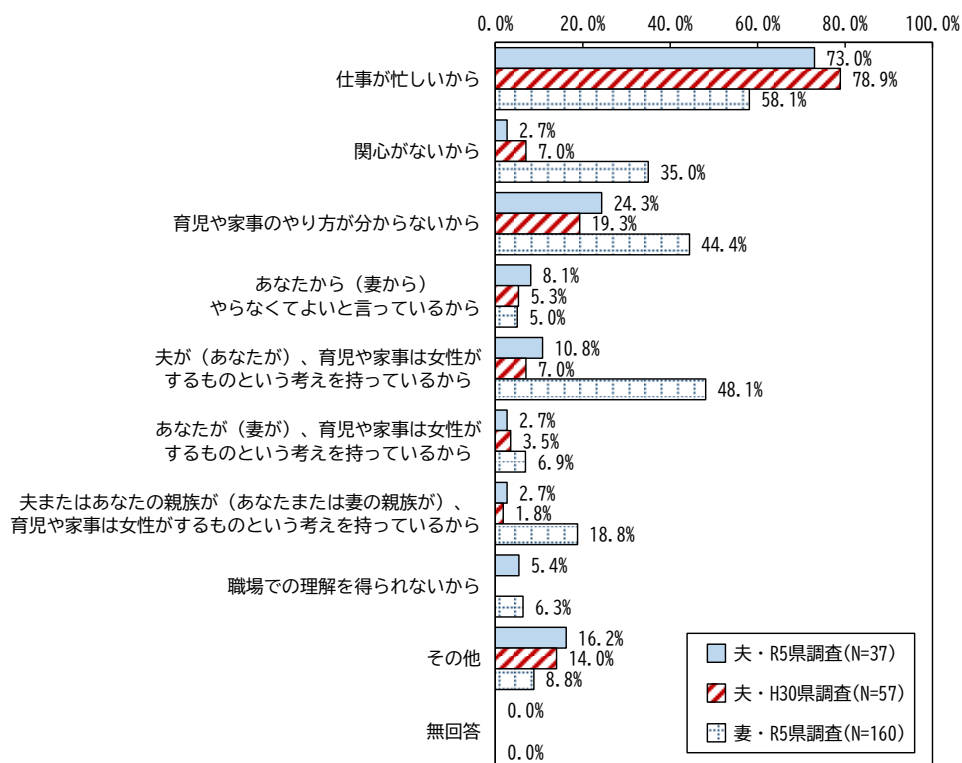 0.0% 20.0% 40.0% 60.0% 80.0% 100.0%
仕事が忙しいから
73.0%
78.9%
58.1%
関心がないから
2.7%
7.0%
35.0%
育児や家事のやり方が分からないから
24.3%
19.3%
44.4%
あなたから（妻から）
やらなくてよいと言っているから
8.1%
5.3%
5.0%
夫が（あなたが）、育児や家事は女性が
するものという考えを持っているから
10.8%
7.0%
48.1%
あなたが（妻が）、育児や家事は女性が
するものという考えを持っているから
2.7%
3.5%
6.9%
夫またはあなたの親族が（あなたまたは妻の親族が）、
育児や家事は女性がするものという考えを持っているから
2.7%
1.8%
18.8%
職場での理解を得られないから
5.4%
6.3%
その他
16.2%
14.0%
8.8%
無回答
0.0%
0.0%
夫・R5県調査(N=37)
夫・H30県調査(N=57)
妻・R5県調査(N=160)